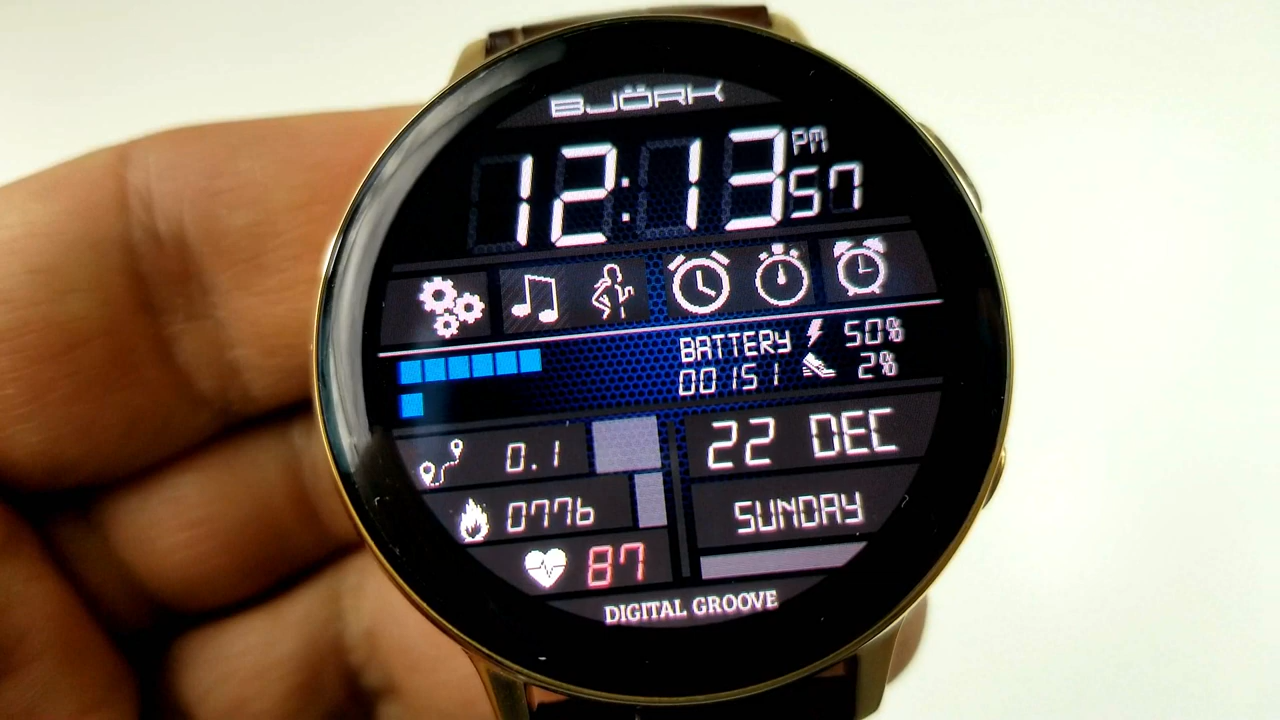 BJÖRK
12:13 PM 57
BATTERY 50%
00151 2%
0.1
22 DEC
0776
SUNDAY
87
DIGITAL GROOVE